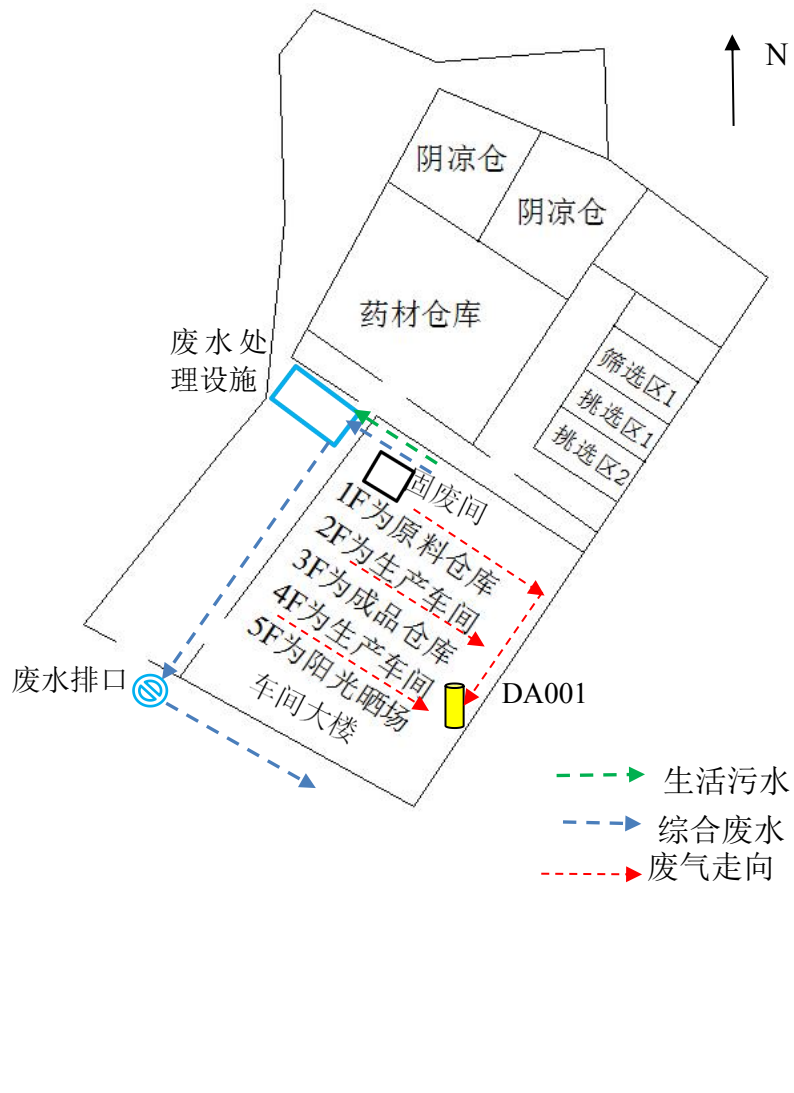 N
阴凉仓
阴凉仓
药材仓库
废水处
理设施
筛选区1
挑选区1
挑选区2
固废间
1F为原料仓库
2F为生产车间
3F为成品仓库
4F为生产车间
5F为阳光晒场
车间大楼
废水排口
DA001
生活污水
综合废水
废气走向